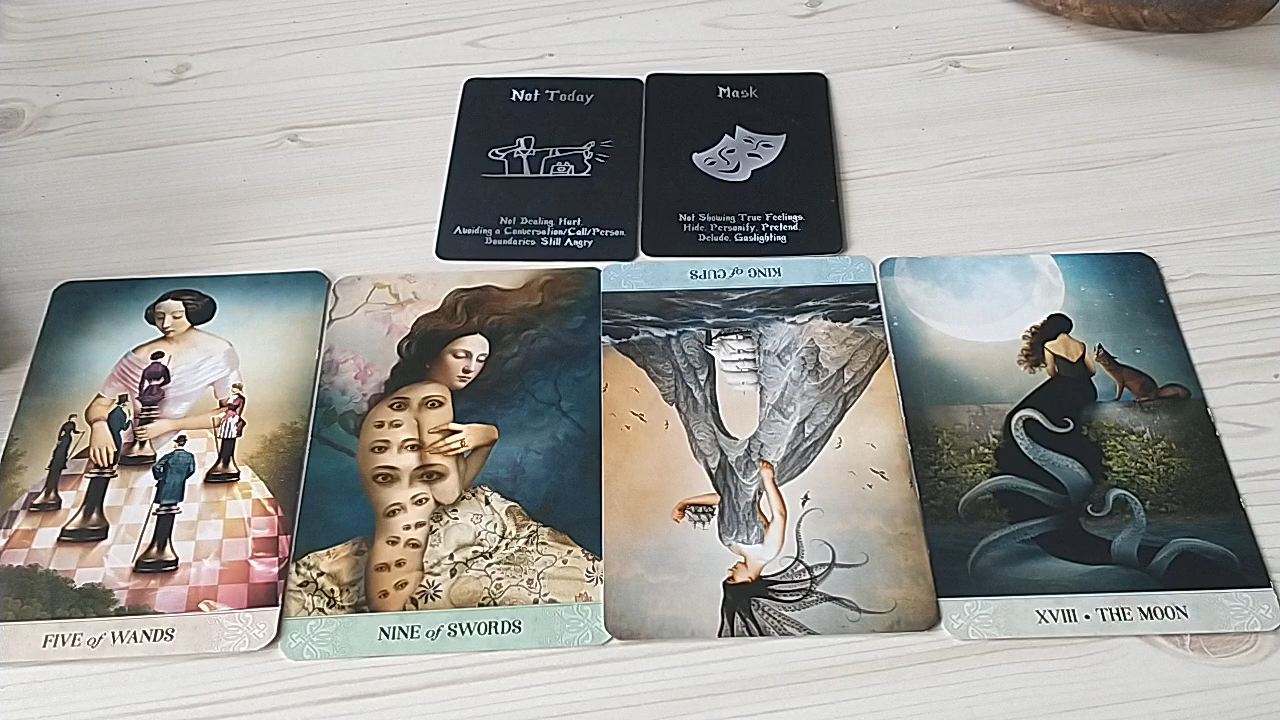 Not Today
Not Dealing. Hurt.
Avoiding a Conversation/Call/Person.
Boundaries. Still Angry
Mask
Not Showing True Feelings.
Hide. Personify. Pretend.
Delude. Gaslighting
KING of CUPS
FIVE of WANDS
NINE of SWORDS
XVIII • THE MOON